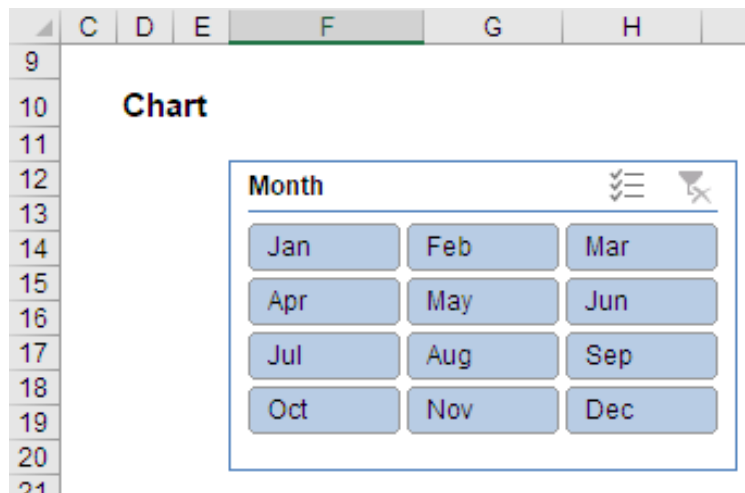 C D E F G H
9
10 Chart
11
12 Month
13
14 Jan Feb Mar
15
16 Apr May Jun
17 Jul Aug Sep
18
19 Oct Nov Dec
20
21